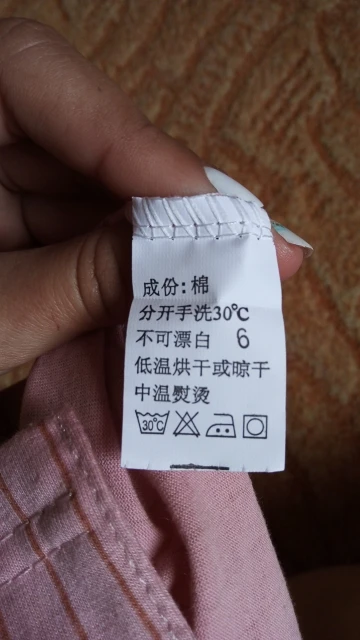 成份:棉
分开手洗30℃
不可漂白 6
低温烘干或晾干
中温熨烫
30℃